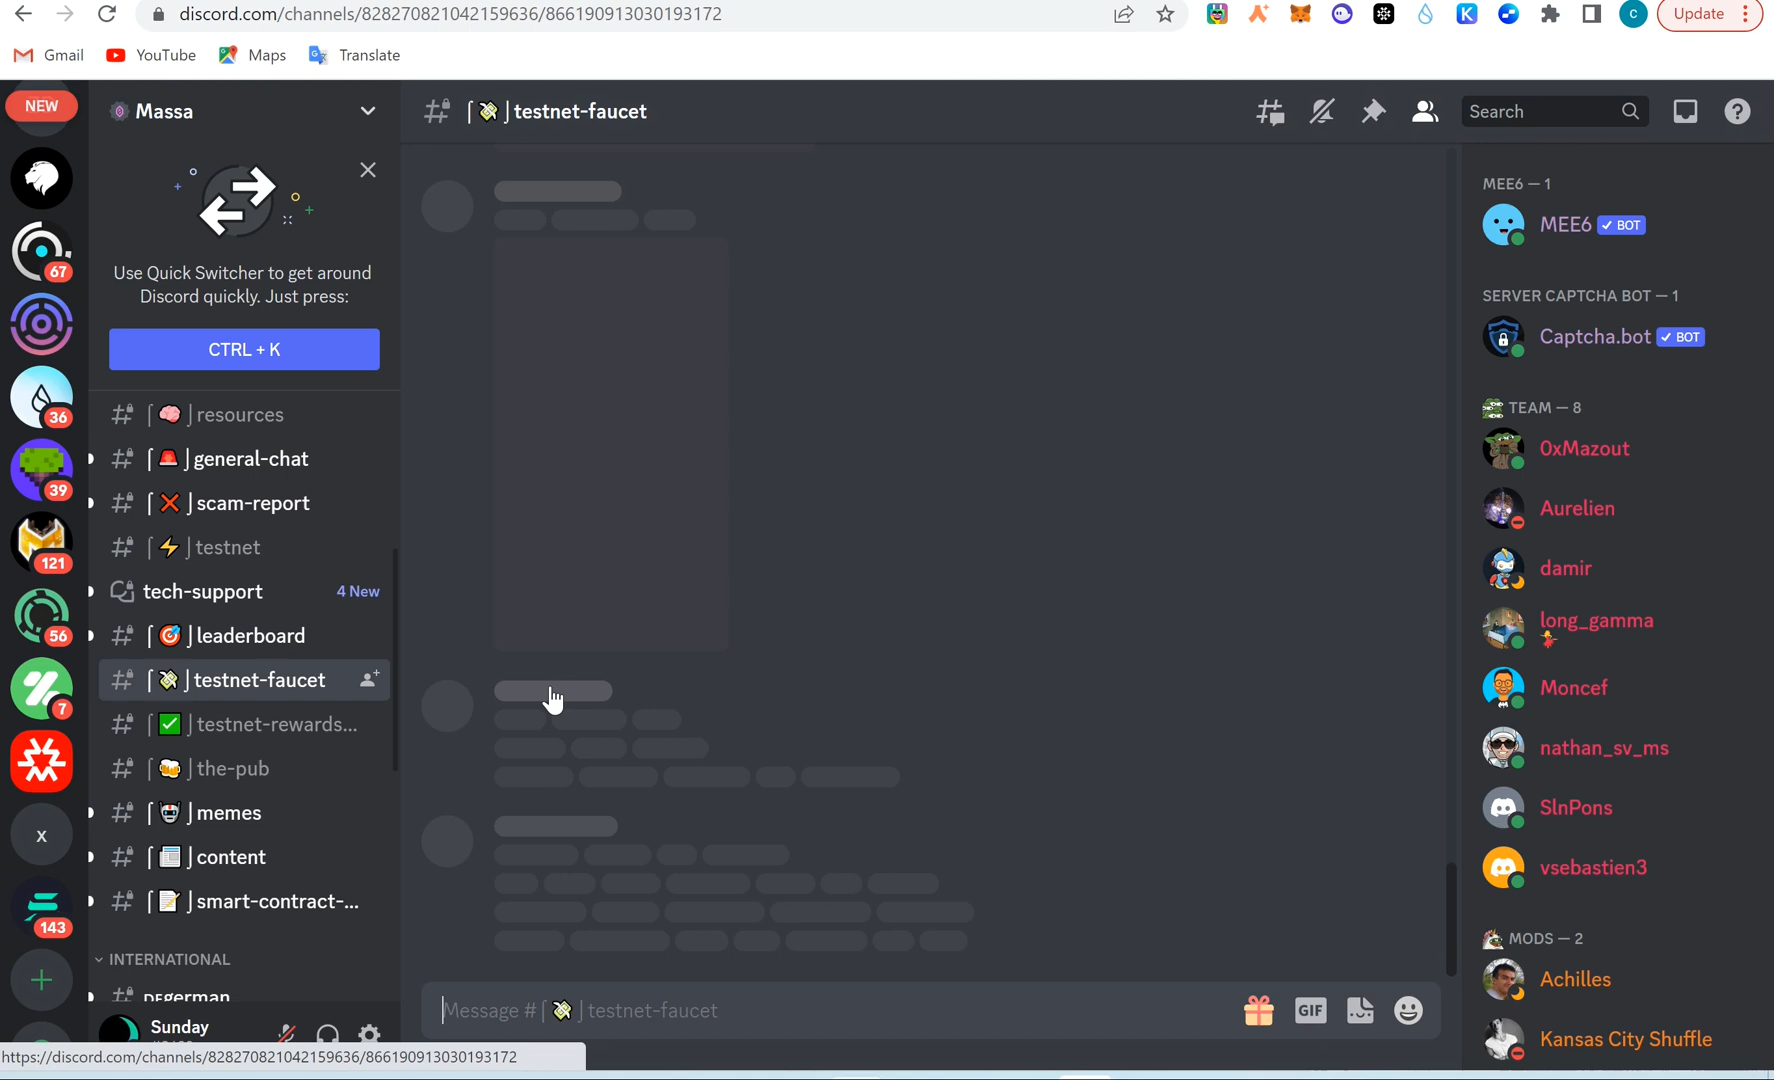 discord.com/channels/828270821042159636/866190913030193172
Update
Gmail YouTube Maps Translate
NEW
Massa
testnet-faucet
Search
Use Quick Switcher to get around
Discord quickly. Just press:
CTRL + K
resources
general-chat
scam-report
testnet
tech-support 4 New
leaderboard
testnet-faucet
testnet-rewards...
the-pub
memes
content
smart-contract-...
INTERNATIONAL
german
Sunday
67
36
39
121
56
7
X
143
Message # testnet-faucet
GIF
MEE6 — 1
MEE6 BOT
SERVER CAPTCHA BOT — 1
Captcha.bot BOT
TEAM — 8
0xMazout
Aurelien
damir
long_gamma
Moncef
nathan_sv_ms
SlnPons
vsebastien3
MODS — 2
Achilles
Kansas City Shuffle
https://discord.com/channels/828270821042159636/866190913030193172